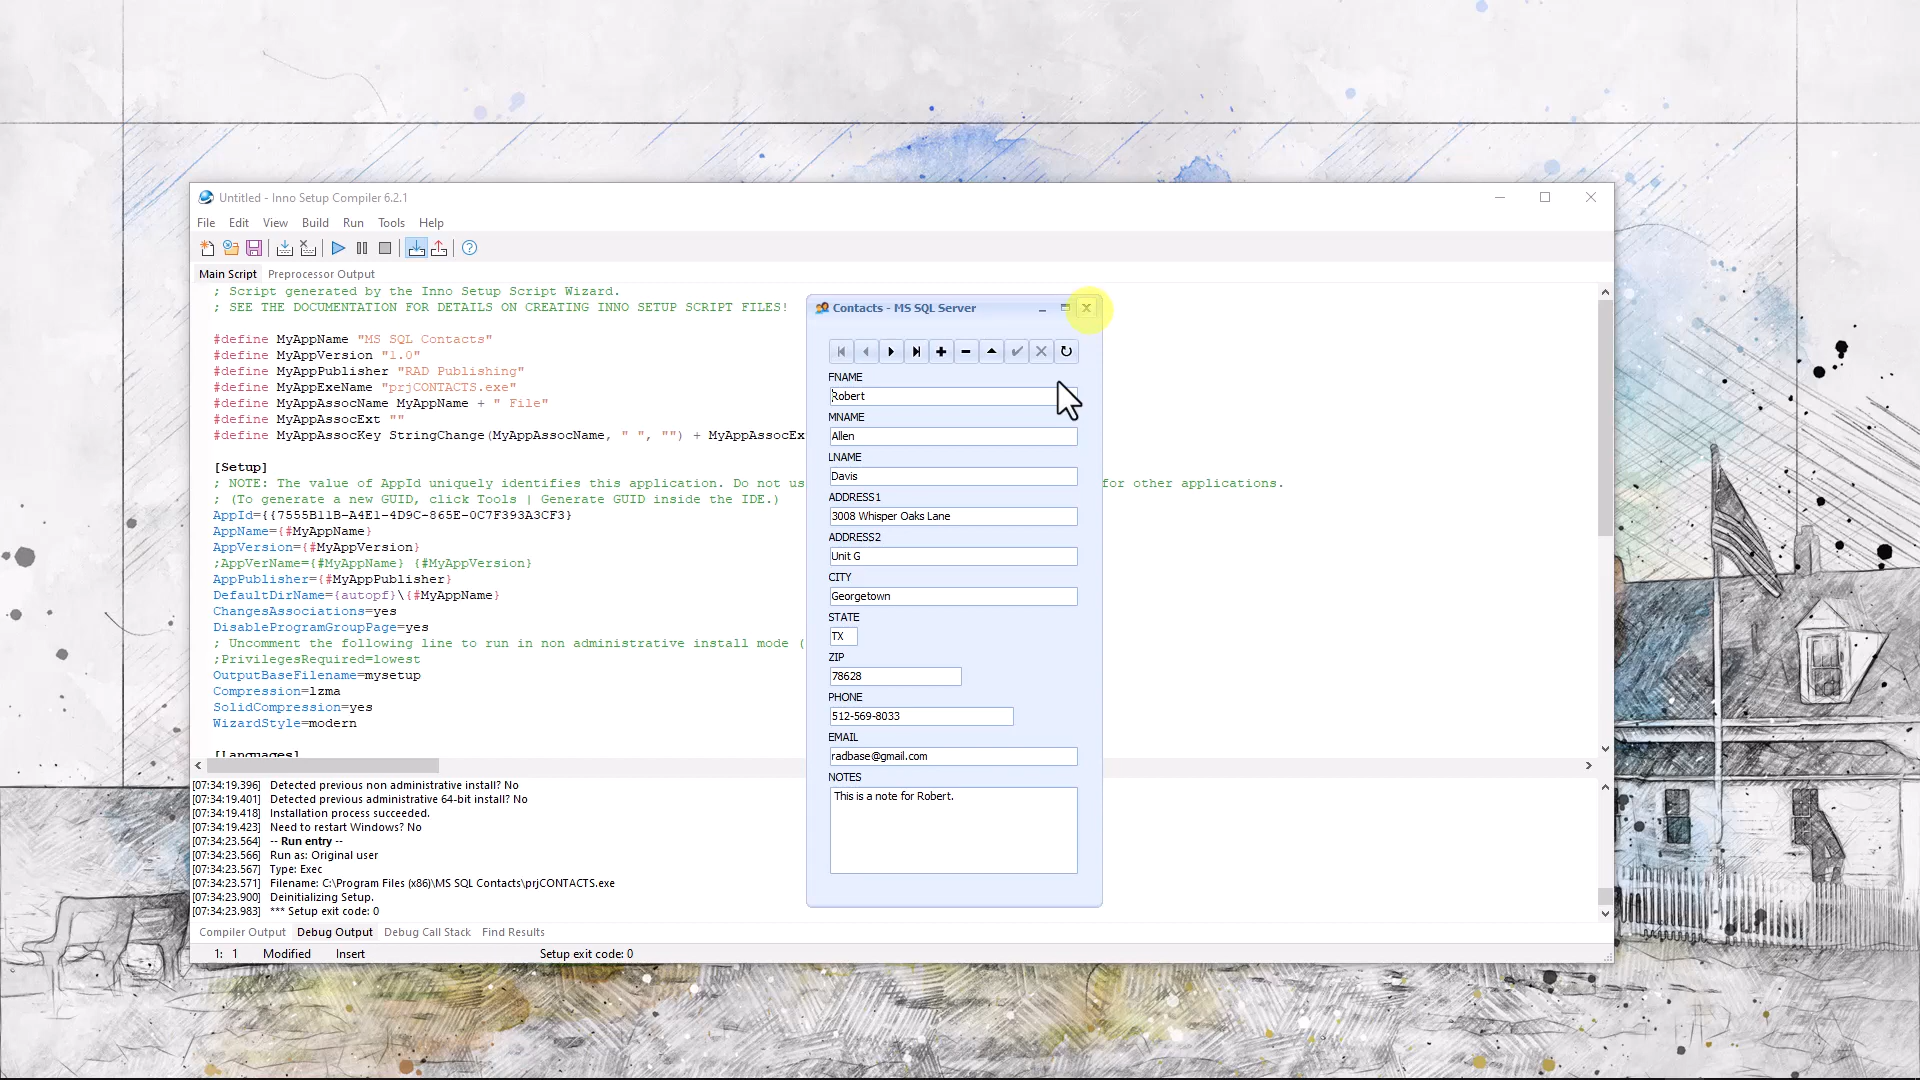 Untitled - Inno Setup Compiler 6.2.1
File Edit View Build Run Tools Help
Main Script Preprocessor Output
; Script generated by the Inno Setup Script Wizard.
; SEE THE DOCUMENTATION FOR DETAILS ON CREATING INNO SETUP SCRIPT FILES!
#define MyAppName "MS SQL Contacts"
#define MyAppVersion "1.0"
#define MyAppPublisher "RAD Publishing"
#define MyAppExeName "prjCONTACTS.exe"
#define MyAppAssocName MyAppName + " File"
#define MyAppAssocExt ""
#define MyAppAssocKey StringChange(MyAppAssocName, " ", "") + MyAppAssocEx
[Setup]
; NOTE: The value of AppId uniquely identifies this application. Do not us for other applications.
; (To generate a new GUID, click Tools | Generate GUID inside the IDE.)
AppId={{7555B11B-A4E1-4D9C-865E-0C7F393A3CF3}
AppName={#MyAppName}
AppVersion={#MyAppVersion}
;AppVerName={#MyAppName} {#MyAppVersion}
AppPublisher={#MyAppPublisher}
DefaultDirName={autopf}\{#MyAppName}
ChangesAssociations=yes
DisableProgramGroupPage=yes
; Uncomment the following line to run in non administrative install mode (
;PrivilegesRequired=lowest
OutputBaseFilename=mysetup
Compression=lzma
SolidCompression=yes
WizardStyle=modern
[Languages]
[07:34:19.396] Detected previous non administrative install? No
[07:34:19.401] Detected previous administrative 64-bit install? No
[07:34:19.418] Installation process succeeded.
[07:34:19.423] Need to restart Windows? No
[07:34:23.564] -- Run entry --
[07:34:23.566] Run as: Original user
[07:34:23.567] Type: Exec
[07:34:23.571] Filename: C:\Program Files (x86)\MS SQL Contacts\prjCONTACTS.exe
[07:34:23.900] Deinitializing Setup.
[07:34:23.983] *** Setup exit code: 0
Compiler Output Debug Output Debug Call Stack Find Results
1: 1 Modified Insert Setup exit code: 0
Contacts - MS SQL Server
FNAME
Robert
MNAME
Allen
LNAME
Davis
ADDRESS1
3008 Whisper Oaks Lane
ADDRESS2
Unit G
CITY
Georgetown
STATE
TX
ZIP
78628
PHONE
512-569-8033
EMAIL
radbase@gmail.com
NOTES
This is a note for Robert.